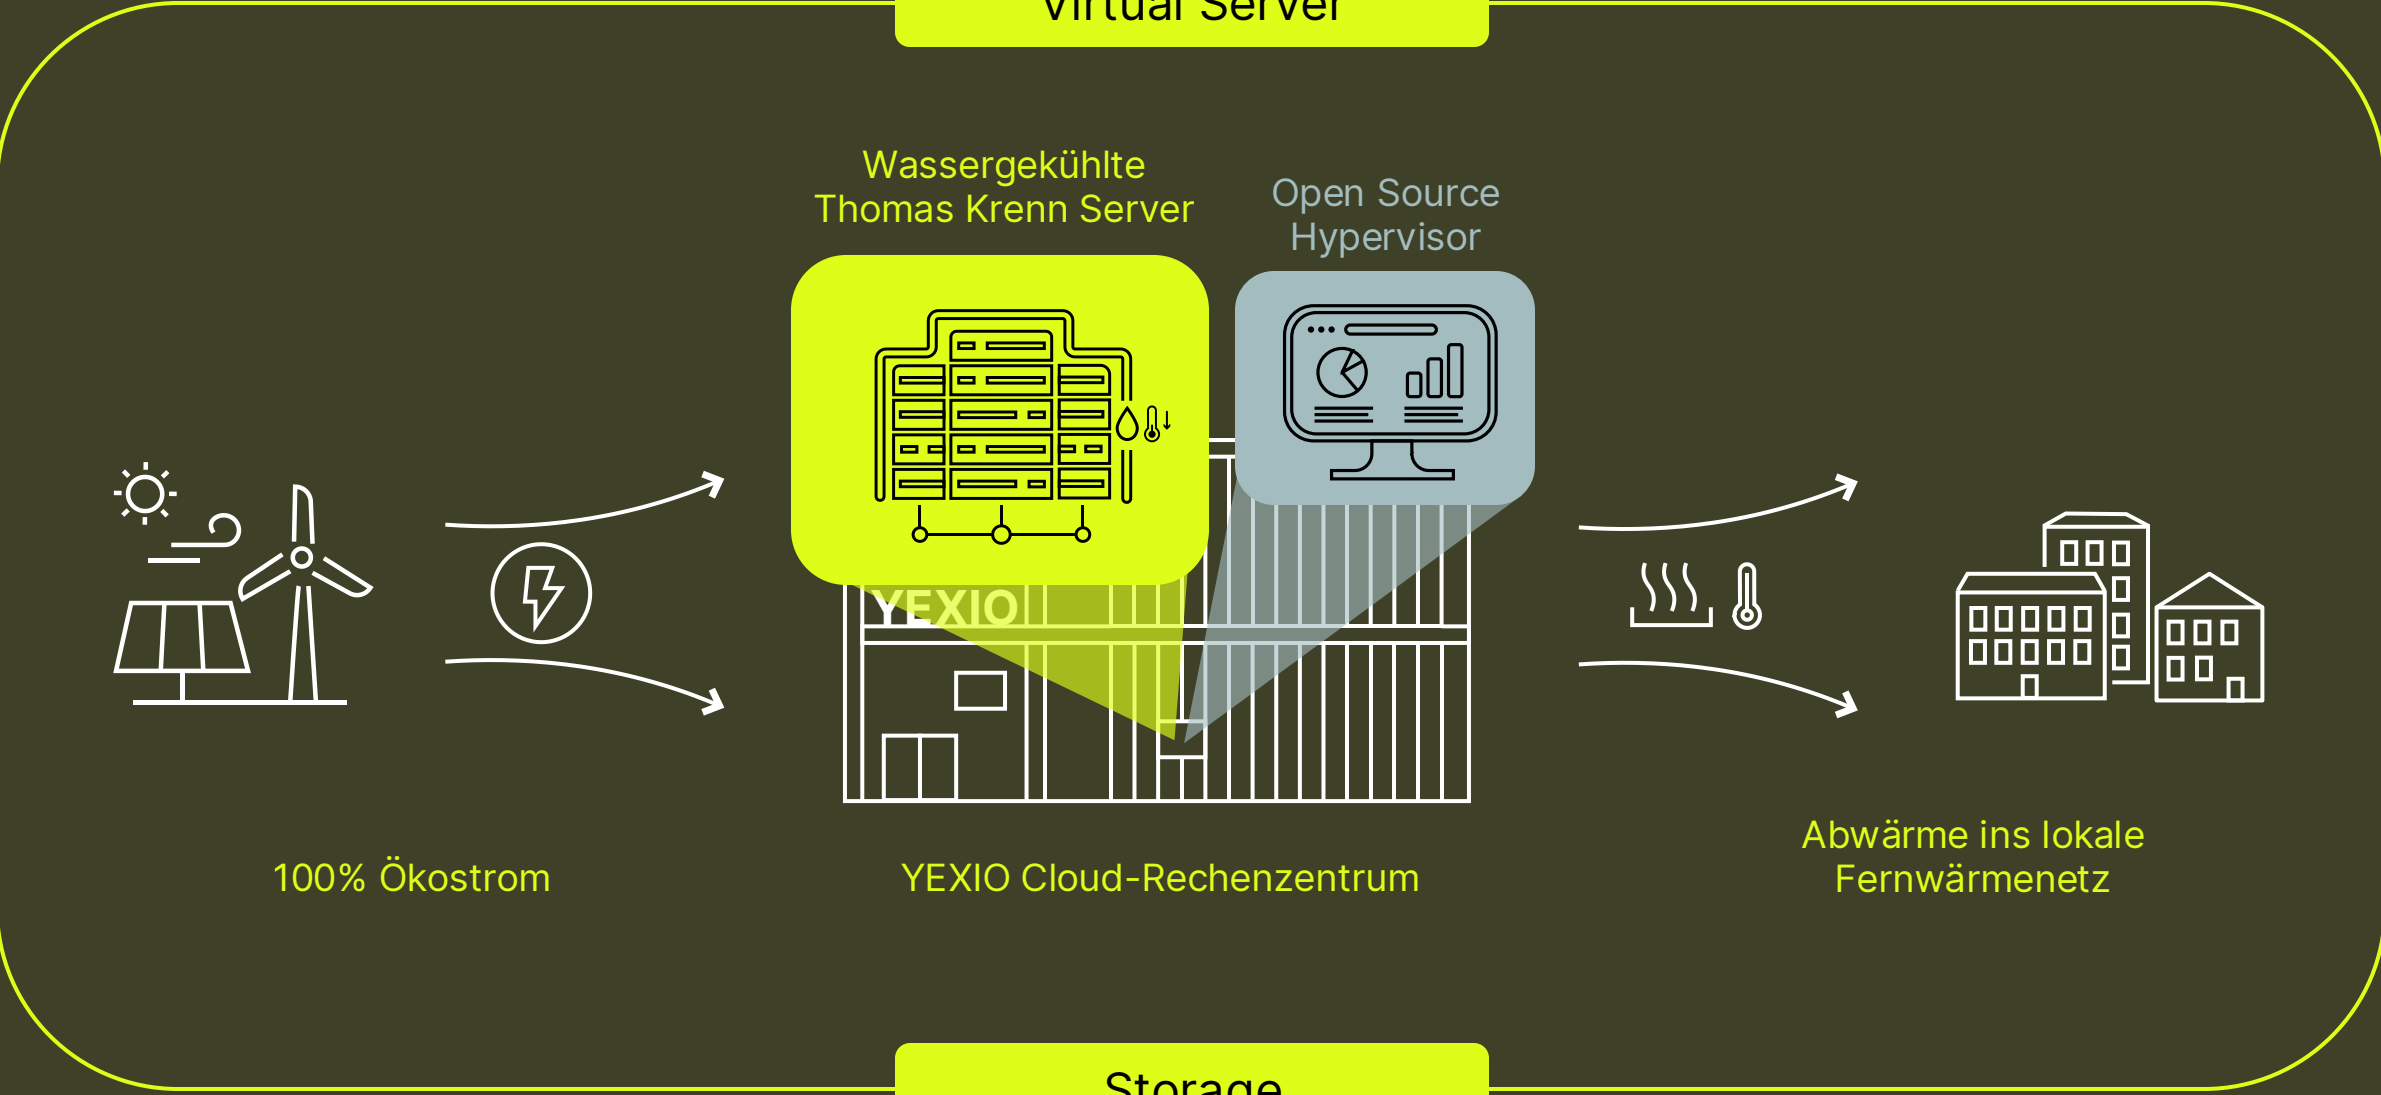 Virtual Server
Wassergekühlte
Thomas Krenn Server
Open Source
Hypervisor
YEXIO
100% Ökostrom
YEXIO Cloud-Rechenzentrum
Abwärme ins lokale
Fernwärmenetz
Storage